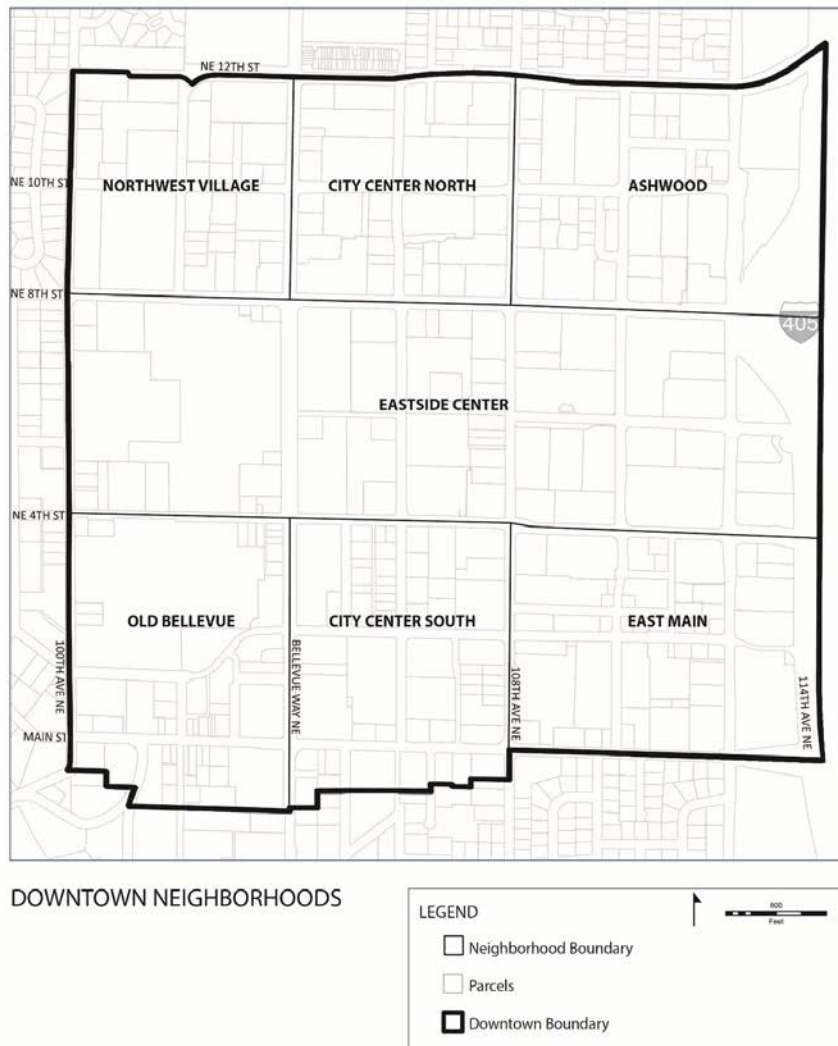 NE 12TH ST
NE 10TH ST
NORTHWEST VILLAGE
CITY CENTER NORTH
ASHWOOD
NE 8TH ST
405
EASTSIDE CENTER
NE 4TH ST
OLD BELLEVUE
CITY CENTER SOUTH
EAST MAIN
100TH AVE NE
BELLEVUE WAY NE
108TH AVE NE
114TH AVE NE
MAIN ST
DOWNTOWN NEIGHBORHOODS
LEGEND
600
Feet
Neighborhood Boundary
Parcels
Downtown Boundary